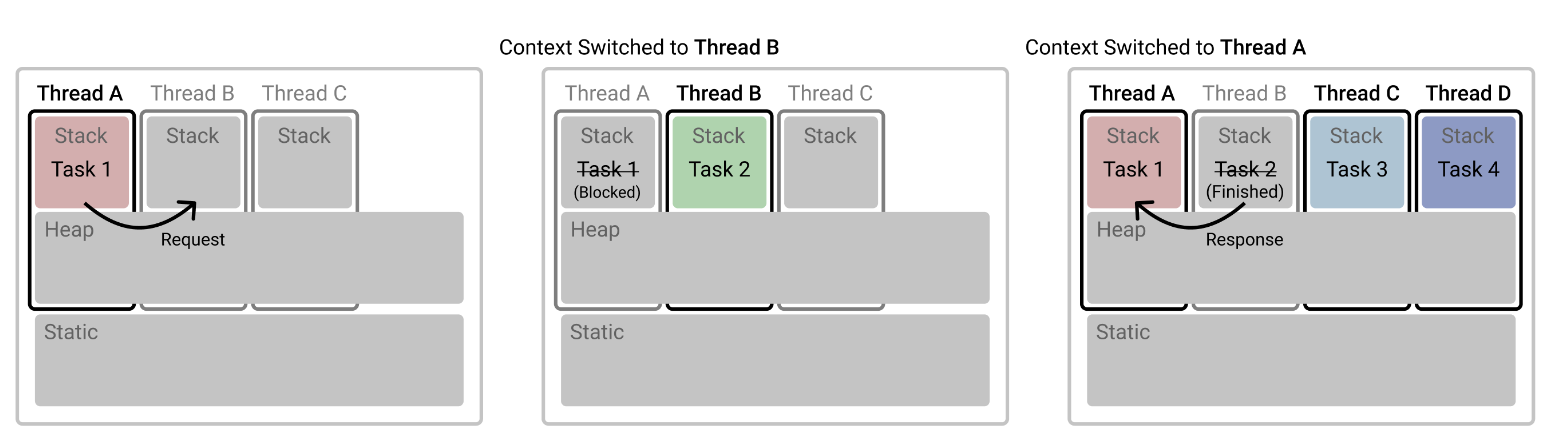 Context Switched to Thread B
Context Switched to Thread A
Thread A Thread B Thread C
Stack Stack Stack
Task 1
Request
Heap
Static
Thread A Thread B Thread C
Stack Stack Stack
Task 1 Task 2
(Blocked)
Heap
Static
Thread A Thread B Thread C Thread D
Stack Stack Stack Stack
Task 1 Task 2 Task 3 Task 4
(Finished)
Heap
Response
Static